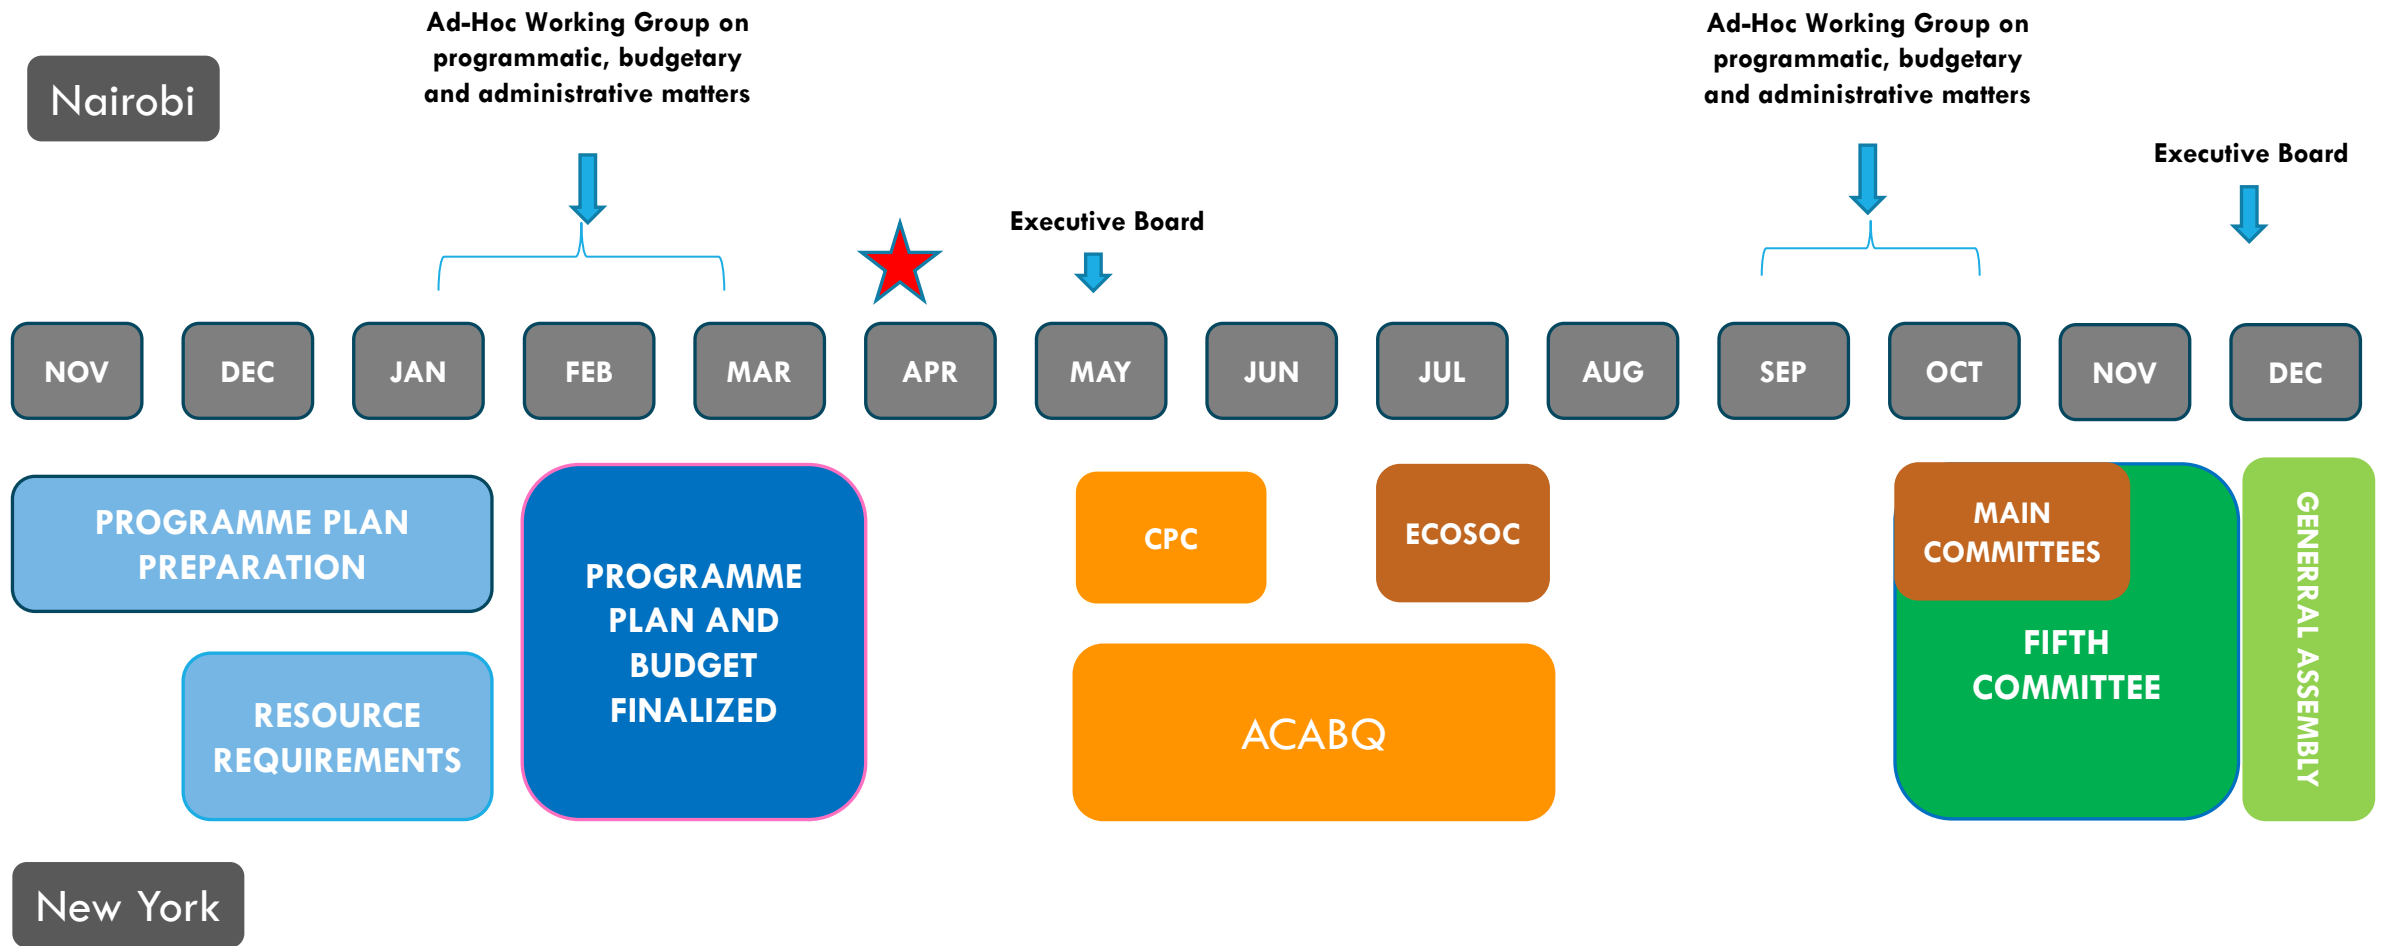 Ad-Hoc Working Group on
programmatic, budgetary
and administrative matters
Ad-Hoc Working Group on
programmatic, budgetary
and administrative matters
Nairobi
Executive Board
Executive Board
NOV
DEC
JAN
FEB
MAR
APR
MAY
JUN
JUL
AUG
SEP
OCT
NOV
DEC
PROGRAMME PLAN
PREPARATION
RESOURCE
REQUIREMENTS
PROGRAMME
PLAN AND
BUDGET
FINALIZED
CPC
ECOSOC
ACABQ
MAIN
COMMITTEES
FIFTH
COMMITTEE
GENERAL ASSEMBLY
New York